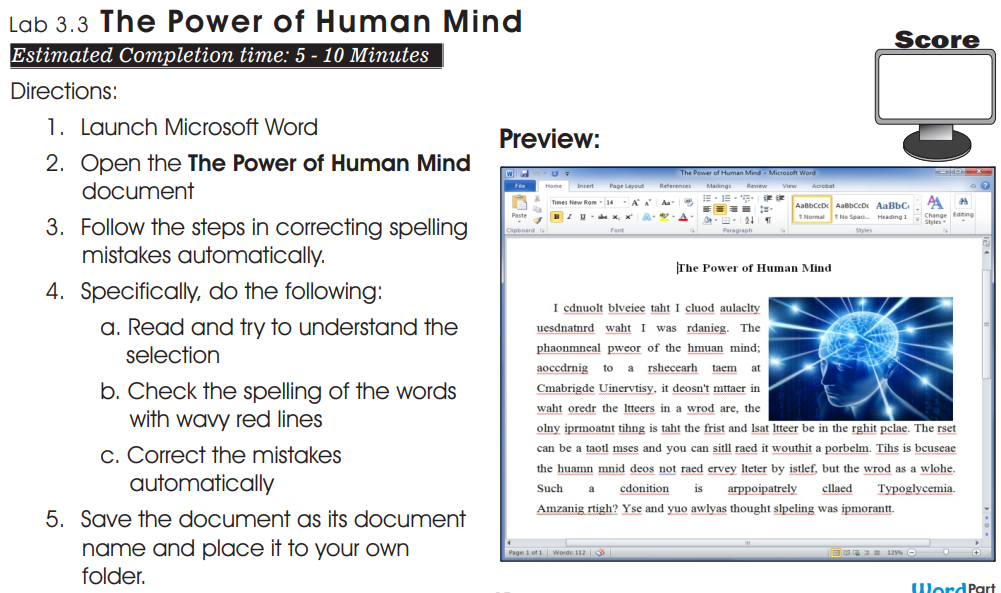 Lab 3.3 The Power of Human Mind
Estimated Completion time: 5 - 10 Minutes
Score
Directions:
1. Launch Microsoft Word
2. Open the The Power of Human Mind
document
3. Follow the steps in correcting spelling
mistakes automatically.
4. Specifically, do the following:
a. Read and try to understand the
selection
b. Check the spelling of the words
with wavy red lines
c. Correct the mistakes
automatically
5. Save the document as its document
name and place it to your own
folder.
Preview:
The Power of Human Mind - Microsoft Word
File Home Insert Page Layout References Mailings Review View Acrobat
Times New Rom 14 A A Aa
Paste B I U abc x₂ x² A A
AaBbCcDc AaBbCcDc AaBbC
¶ Normal ¶ No Spaci... Heading 1 Change Styles Editing
Clipboard Font Paragraph Styles
The Power of Human Mind
I cdnuolt blveiee taht I cluod aulaclty
uesdnatnrd waht I was rdanieg. The
phaonmneal pweor of the hmuan mind;
aoccdrnig to a rsheecarh taem at
Cmabrigde Uinervtisy, it deosn't mttaer in
waht oredr the ltteers in a wrod are, the
olny iprmoatnt tihng is taht the frist and lsat ltteer be in the rghit pclae. The rset
can be a taotl mses and you can sitll raed it wouthit a porbelm. Tihs is bcuseae
the huamn mnid deos not raed ervey lteter by istlef, but the wrod as a wlohe.
Such a cdonition is arppoipatrely cllaed Typoglycemia.
Amzanig rtigh? Yse and yuo awlyas thought slpeling was ipmorantt.
Page: 1 of 1 Words: 112 125%
Word Part